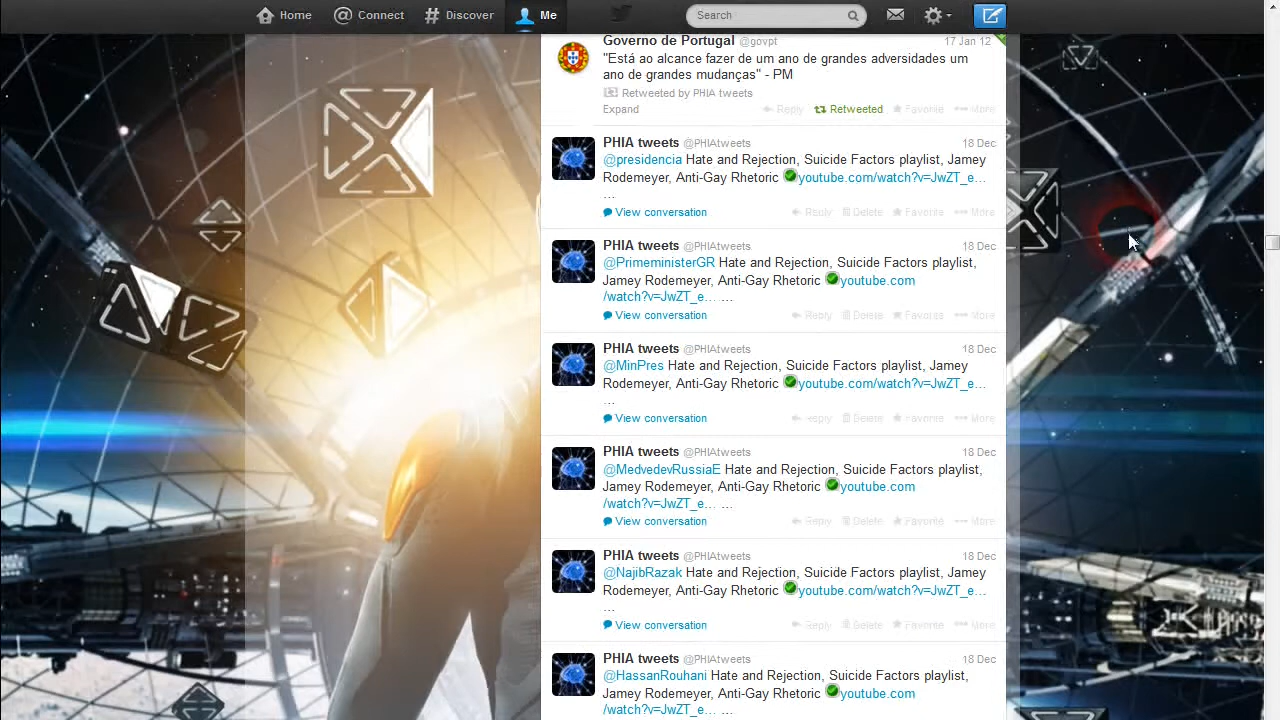 Home Connect Discover Me Search
Governo de Portugal @govpt 17 Jan 12
"Está ao alcance fazer de um ano de grandes adversidades um
ano de grandes mudanças" - PM
Retweeted by PHIA tweets
Expand Reply Retweeted Favorite More
PHIA tweets @PHIAtweets 18 Dec
@presidencia Hate and Rejection, Suicide Factors playlist, Jamey
Rodemeyer, Anti-Gay Rhetoric youtube.com/watch?v=JwZT_e…
...
View conversation Reply Delete Favorite More
PHIA tweets @PHIAtweets 18 Dec
@PrimeministerGR Hate and Rejection, Suicide Factors playlist,
Jamey Rodemeyer, Anti-Gay Rhetoric youtube.com
/watch?v=JwZT_e… ...
View conversation Reply Delete Favorite More
PHIA tweets @PHIAtweets 18 Dec
@MinPres Hate and Rejection, Suicide Factors playlist, Jamey
Rodemeyer, Anti-Gay Rhetoric youtube.com/watch?v=JwZT_e…
...
View conversation Reply Delete Favorite More
PHIA tweets @PHIAtweets 18 Dec
@MedvedevRussiaE Hate and Rejection, Suicide Factors playlist,
Jamey Rodemeyer, Anti-Gay Rhetoric youtube.com
/watch?v=JwZT_e… ...
View conversation Reply Delete Favorite More
PHIA tweets @PHIAtweets 18 Dec
@NajibRazak Hate and Rejection, Suicide Factors playlist, Jamey
Rodemeyer, Anti-Gay Rhetoric youtube.com/watch?v=JwZT_e…
...
View conversation Reply Delete Favorite More
PHIA tweets @PHIAtweets 18 Dec
@HassanRouhani Hate and Rejection, Suicide Factors playlist,
Jamey Rodemeyer, Anti-Gay Rhetoric youtube.com
/watch?v=JwZT_e… ...